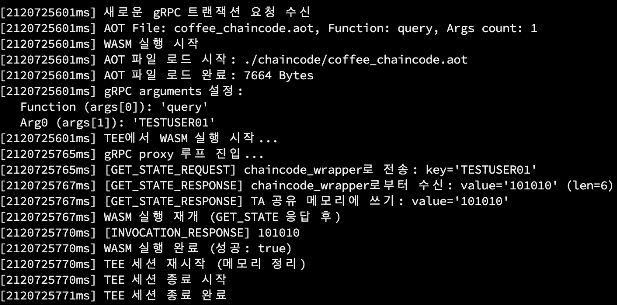 [2120725601ms] 새로운 gRPC 트랜잭션 요청 수신
[2120725601ms] AOT File: coffee_chaincode.aot, Function: query, Args count: 1
[2120725601ms] WASM 실행 시작
[2120725601ms] AOT 파일 로드 시작: ./chaincode/coffee_chaincode.aot
[2120725601ms] AOT 파일 로드 완료: 7664 Bytes
[2120725601ms] gRPC arguments 설정:
Function (args[0]): 'query'
Arg0 (args[1]): 'TESTUSER01'
[2120725601ms] TEE에서 WASM 실행 시작...
[2120725765ms] gRPC proxy 루프 진입...
[2120725765ms] [GET_STATE_REQUEST] chaincode_wrapper로 전송: key='TESTUSER01'
[2120725767ms] [GET_STATE_RESPONSE] chaincode_wrapper로부터 수신: value='101010' (len=6)
[2120725767ms] [GET_STATE_RESPONSE] TA 공유 메모리에 쓰기: value='101010'
[2120725767ms] WASM 실행 재개 (GET_STATE 응답 후)
[2120725770ms] [INVOCATION_RESPONSE] 101010
[2120725770ms] WASM 실행 완료 (성공: true)
[2120725770ms] TEE 세션 재시작 (메모리 정리)
[2120725770ms] TEE 세션 종료 시작
[2120725771ms] TEE 세션 종료 완료